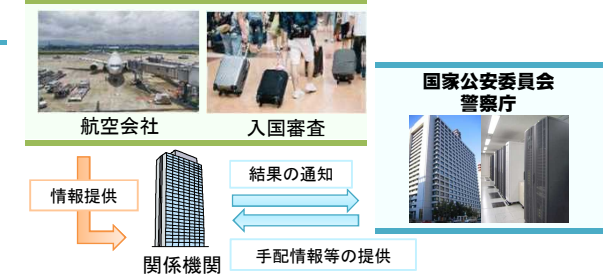 航空会社
入国審査
国家公安委員会
警察庁
情報提供
関係機関
結果の通知
手配情報等の提供